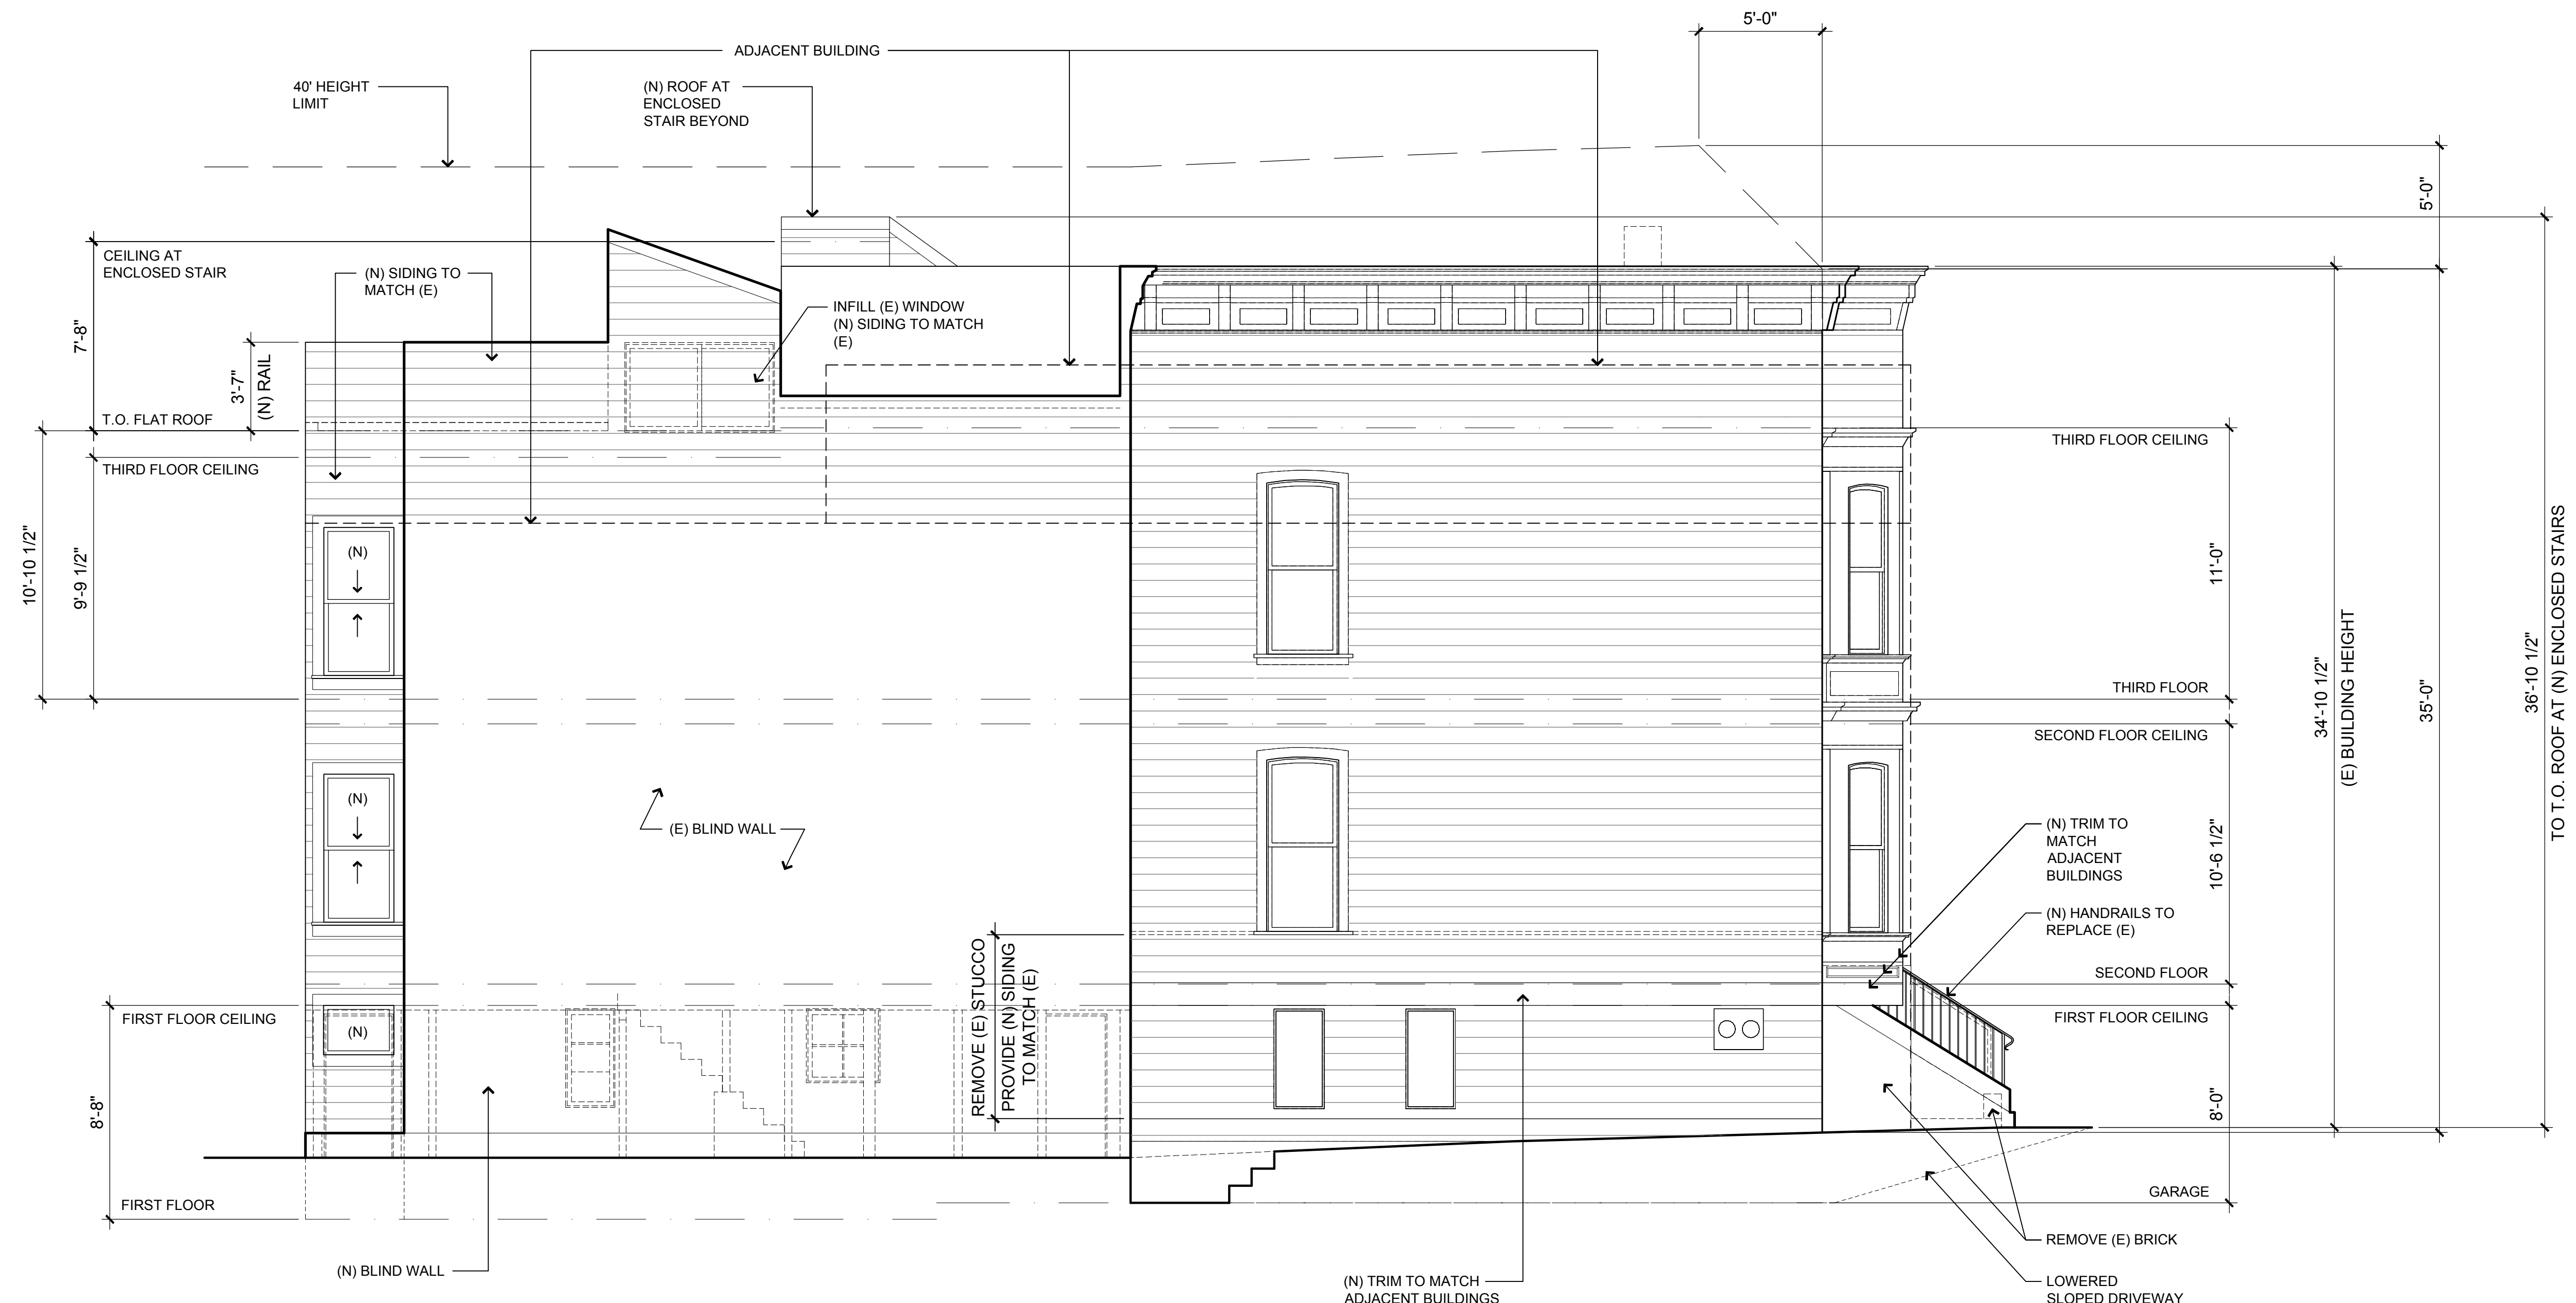 5'-0"
ADJACENT BUILDING
40' HEIGHT
LIMIT
(N) ROOF AT
ENCLOSED
STAIR BEYOND
5'-0"
CEILING AT
ENCLOSED STAIR
(N) SIDING TO
MATCH (E)
INFILL (E) WINDOW
(N) SIDING TO MATCH
(E)
7'-8"
3'-7"
(N) RAIL
T.O. FLAT ROOF
THIRD FLOOR CEILING
THIRD FLOOR CEILING
10'-10 1/2"
9'-9 1/2"
(N)
11'-0"
THIRD FLOOR
SECOND FLOOR CEILING
34'-10 1/2"
(E) BUILDING HEIGHT
35'-0"
36'-10 1/2"
TO T.O. ROOF AT (N) ENCLOSED STAIRS
(N)
(E) BLIND WALL
(N) TRIM TO
MATCH
ADJACENT
BUILDINGS
10'-6 1/2"
(N) HANDRAILS TO
REPLACE (E)
REMOVE (E) STUCCO
PROVIDE (N) SIDING
TO MATCH (E)
SECOND FLOOR
FIRST FLOOR CEILING
(N)
FIRST FLOOR CEILING
8'-8"
8'-0"
FIRST FLOOR
GARAGE
REMOVE (E) BRICK
(N) BLIND WALL
(N) TRIM TO MATCH
ADJACENT BUILDINGS
LOWERED
SLOPED DRIVEWAY